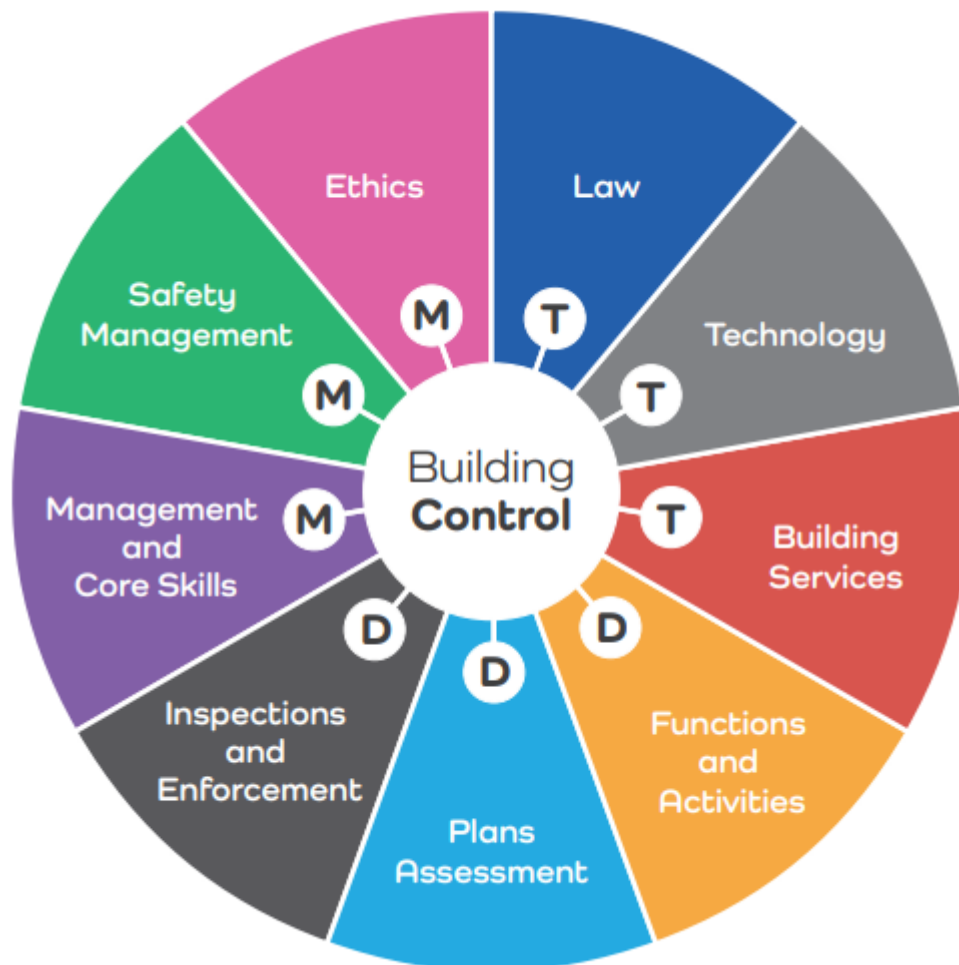 Building
Control
Law
T
Technology
T
Building
Services
T
Functions
and
Activities
D
Plans
Assessment
D
Inspections
and
Enforcement
D
Management
and
Core Skills
M
Safety
Management
M
Ethics
M